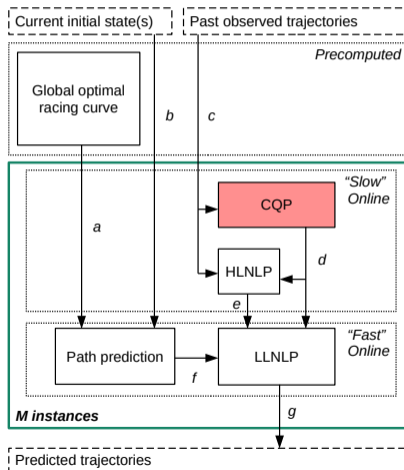 Current initial state(s)
Past observed trajectories
Precomputed
Global optimal
racing curve
b
c
a
"Slow"
Online
CQP
d
HLNLP
e
"Fast"
Online
Path prediction
f
LLNLP
M instances
g
Predicted trajectories